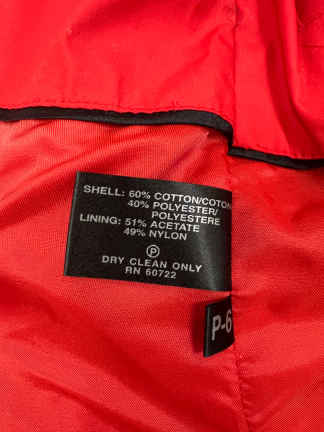 SHELL: 60% COTTON/COTON
40% POLYESTER/
POLYESTERE
LINING: 51% ACETATE
49% NYLON
Ⓟ
DRY CLEAN ONLY
RN 60722
P-6